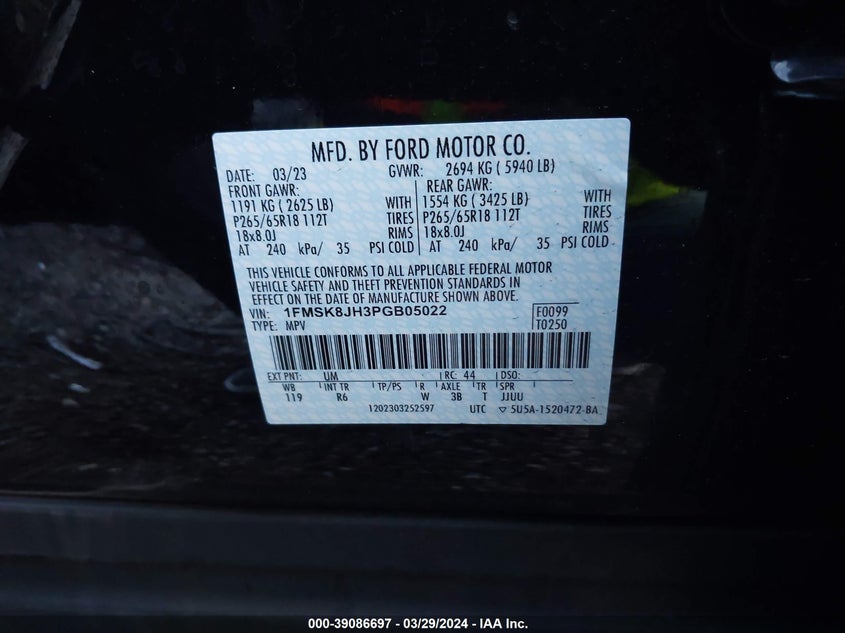 MFD. BY FORD MOTOR CO.
DATE: 03/23 GVWR: 2694 KG ( 5940 LB)
FRONT GAWR: REAR GAWR:
1191 KG ( 2625 LB) WITH 1554 KG ( 3425 LB) WITH
P265/65R18 112T TIRES P265/65R18 112T TIRES
18x8.0J RIMS 18x8.0J RIMS
AT 240 kPa/ 35 PSI COLD AT 240 kPa/ 35 PSI COLD
THIS VEHICLE CONFORMS TO ALL APPLICABLE FEDERAL MOTOR
VEHICLE SAFETY AND THEFT PREVENTION STANDARDS IN
EFFECT ON THE DATE OF MANUFACTURE SHOWN ABOVE.
VIN: 1FMSK8JH3PGB05022 F0099
TYPE: MPV T0250
EXT PNT: UM RC: 44 DSO:
WB INT TR TP/PS R AXLE TR SPR
119 R6 W 3B T JJUU
1202303252597 UTC ▽ 5U5A-1520472-BA
000-39086697 - 03/29/2024 - IAA Inc.